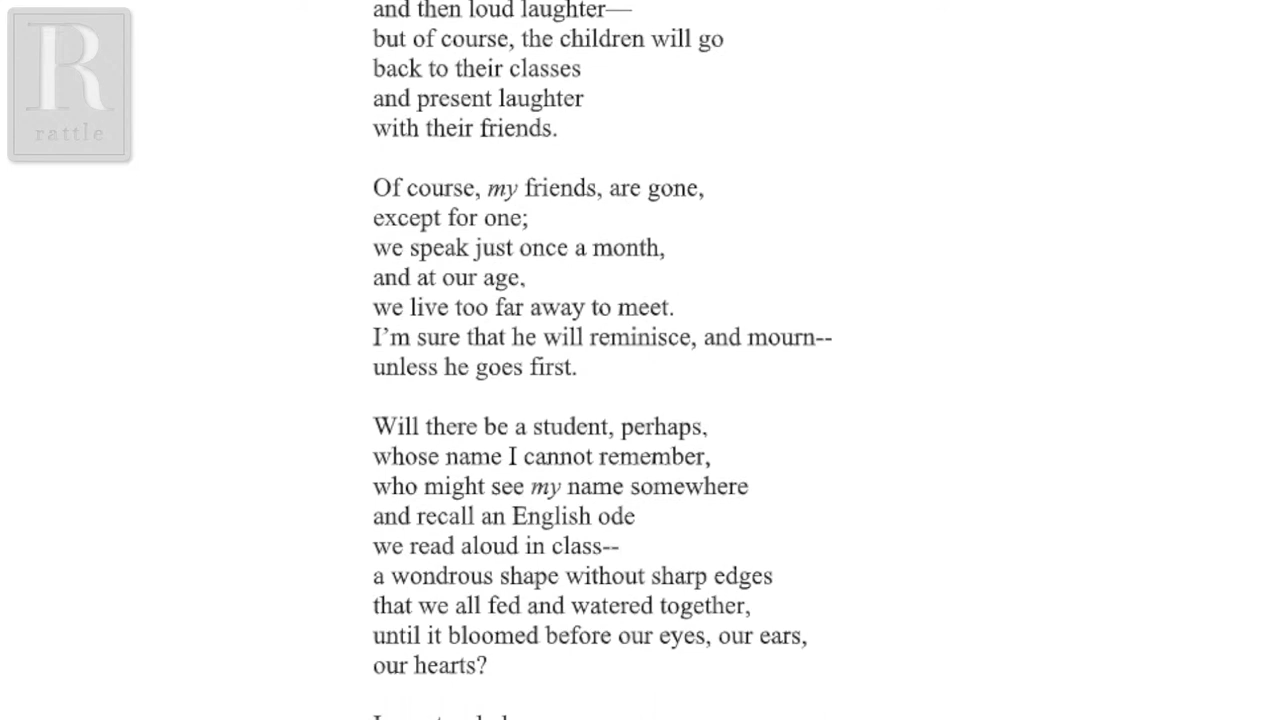 R
rattle
and then loud laughter—
but of course, the children will go
back to their classes
and present laughter
with their friends.
Of course, my friends, are gone,
except for one;
we speak just once a month,
and at our age,
we live too far away to meet.
I’m sure that he will reminisce, and mourn--
unless he goes first.
Will there be a student, perhaps,
whose name I cannot remember,
who might see my name somewhere
and recall an English ode
we read aloud in class--
a wondrous shape without sharp edges
that we all fed and watered together,
until it bloomed before our eyes, our ears,
our hearts?